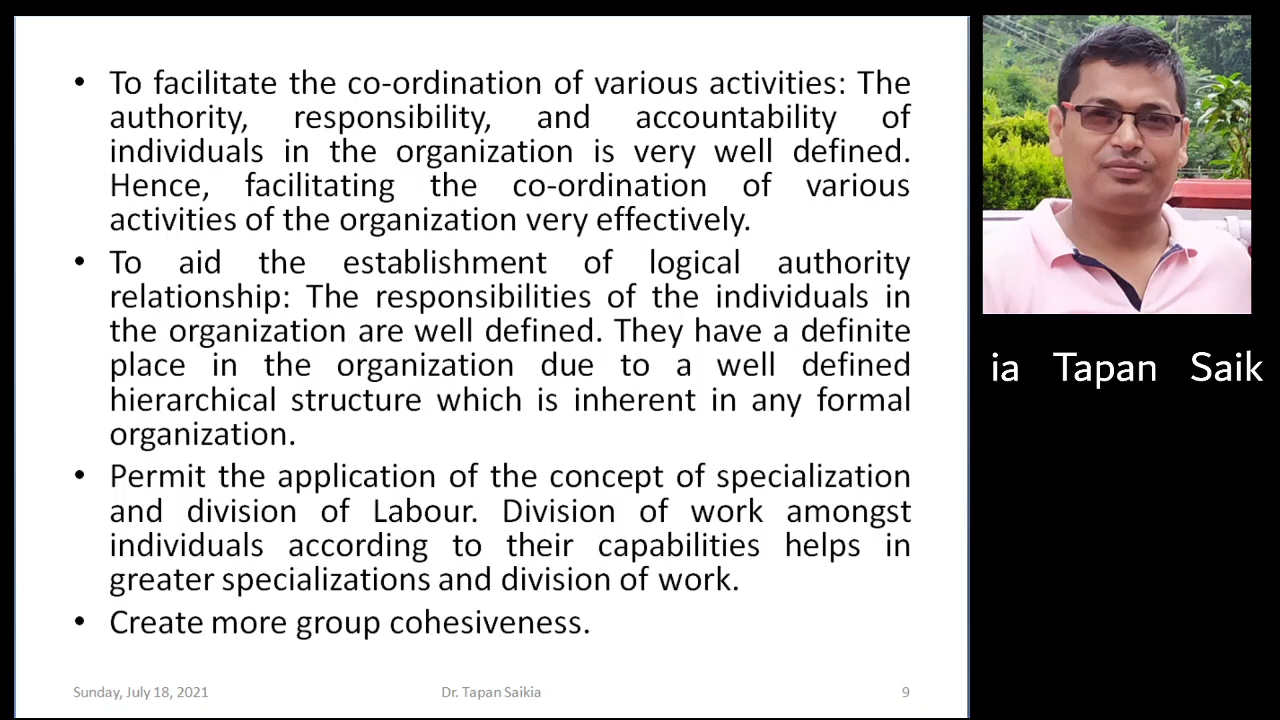 • To facilitate the co-ordination of various activities: The
authority, responsibility, and accountability of
individuals in the organization is very well defined.
Hence, facilitating the co-ordination of various
activities of the organization very effectively.
• To aid the establishment of logical authority
relationship: The responsibilities of the individuals in
the organization are well defined. They have a definite
place in the organization due to a well defined
hierarchical structure which is inherent in any formal
organization.
• Permit the application of the concept of specialization
and division of Labour. Division of work amongst
individuals according to their capabilities helps in
greater specializations and division of work.
• Create more group cohesiveness.
Sunday, July 18, 2021 Dr. Tapan Saikia 9
ia Tapan Saik